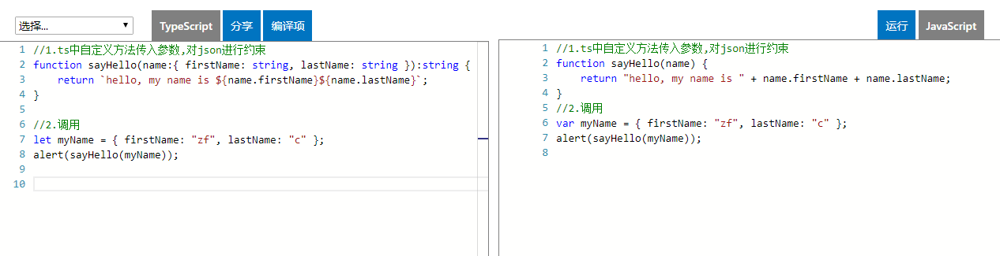 选择... TypeScript 分享 编译项 运行 JavaScript
1 //1.ts中自定义方法传入参数,对json进行约束
2 function sayHello(name:{ firstName: string, lastName: string }):string {
3     return `hello, my name is ${name.firstName}${name.lastName}`;
4 }
5
6 //2.调用
7 let myName = { firstName: "zf", lastName: "c" };
8 alert(sayHello(myName));
9
10
1 //1.ts中自定义方法传入参数,对json进行约束
2 function sayHello(name) {
3     return "hello, my name is " + name.firstName + name.lastName;
4 }
5 //2.调用
6 var myName = { firstName: "zf", lastName: "c" };
7 alert(sayHello(myName));
8